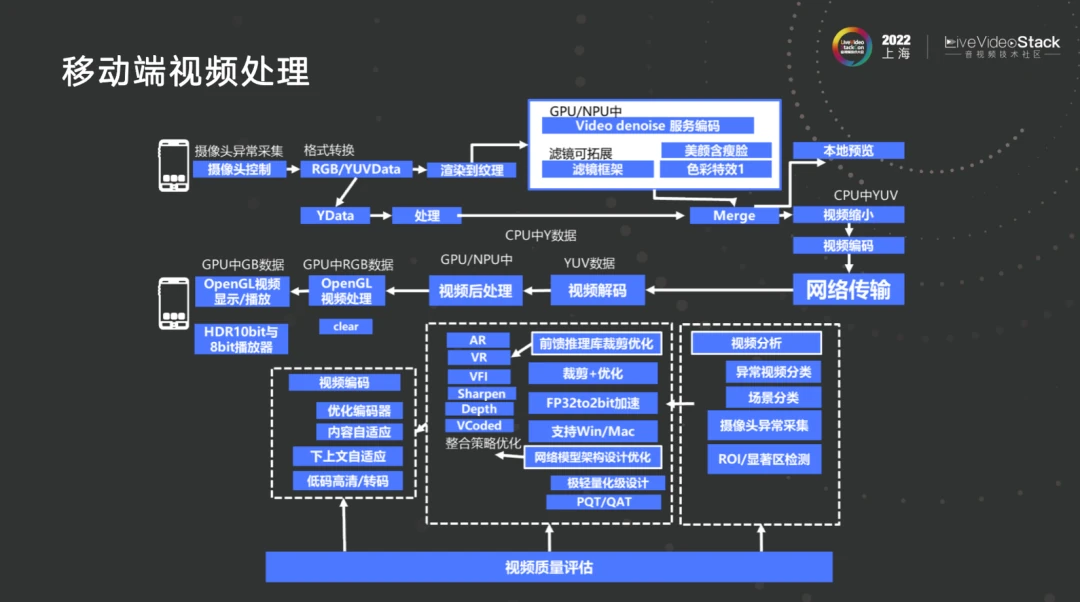 移动端视频处理
LiveVideo
StackCon
2022
上海
LiveVideoStack
音视频技术社区
GPU/NPU中
Video denoise 服务编码
滤镜可拓展
美颜含瘦脸
滤镜框架
色彩特效1
摄像头异常采集
格式转换
摄像头控制
RGB/YUVData
渲染到纹理
本地预览
CPU中YUV
YData
处理
Merge
视频缩小
CPU中Y数据
视频编码
GPU中GB数据
GPU中RGB数据
GPU/NPU中
YUV数据
OpenGL视频
显示/播放
OpenGL
视频处理
视频后处理
视频解码
网络传输
clear
HDR10bit与
8bit播放器
视频编码
优化编码器
内容自适应
下上文自适应
低码高清/转码
AR
VR
VFI
Sharpen
Depth
VCoded
整合策略优化
前馈推理库裁剪优化
裁剪+优化
FP32to2bit加速
支持Win/Mac
网络模型架构设计优化
极轻量化级设计
PQT/QAT
视频分析
异常视频分类
场景分类
摄像头异常采集
ROI/显著区检测
视频质量评估